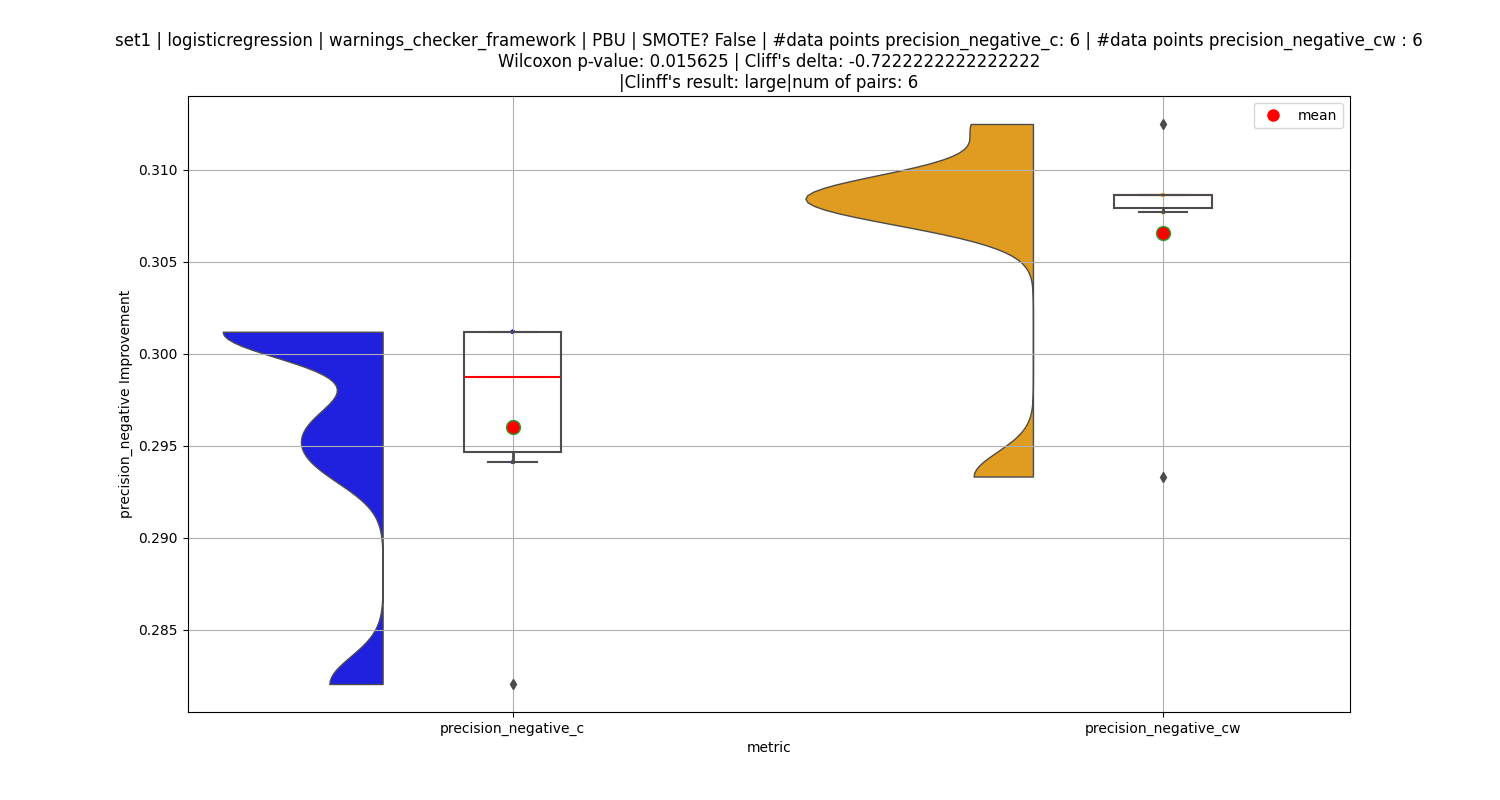 set1 | logisticregression | warnings_checker_framework | PBU | SMOTE? False | #data points precision_negative_c: 6 | #data points precision_negative_cw : 6
Wilcoxon p-value: 0.015625 | Cliff's delta: -0.7222222222222222
|Clinff's result: large|num of pairs: 6
mean
0.310
0.305
0.300
0.295
0.290
0.285
precision_negative Improvement
precision_negative_c
precision_negative_cw
metric